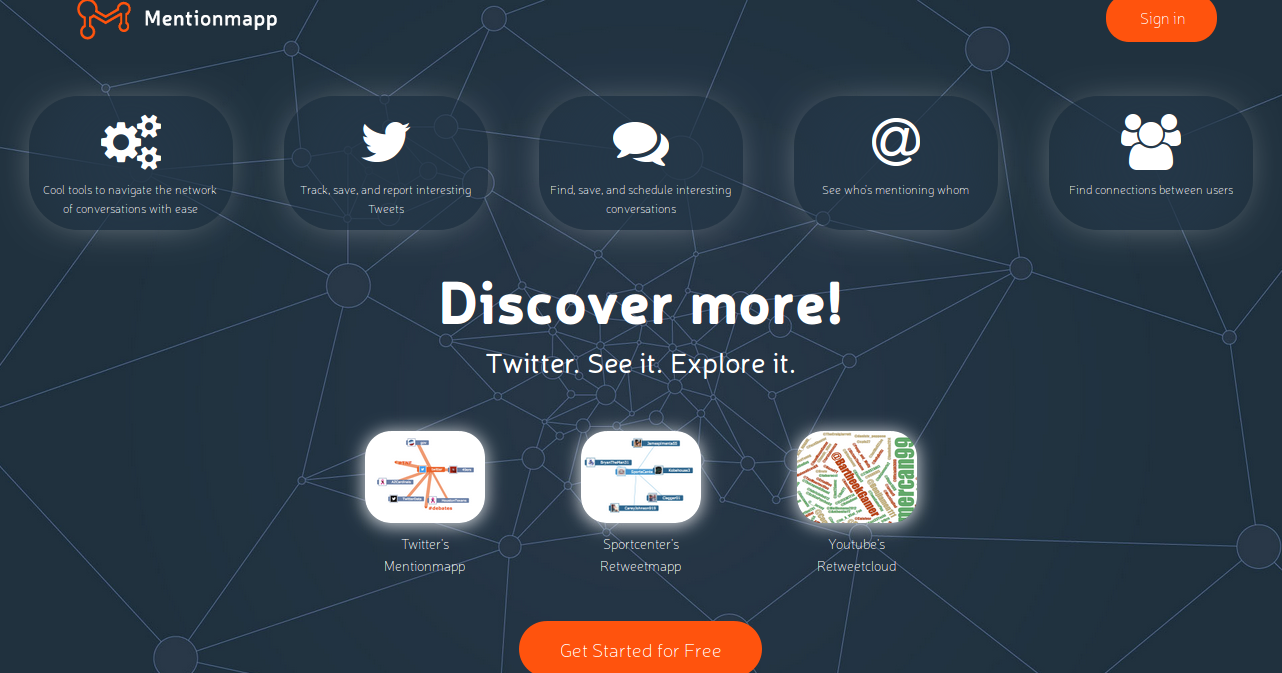 Mentionmapp
Sign in
Cool tools to navigate the network
of conversations with ease
Track, save, and report interesting
Tweets
Find, save, and schedule interesting
conversations
@
See who's mentioning whom
Find connections between users
Discover more!
Twitter. See it. Explore it.
#debates
@BartheekGamer
Twitter's
Mentionmapp
Sportcenter's
Retweetmapp
Youtube's
Retweetcloud
Get Started for Free